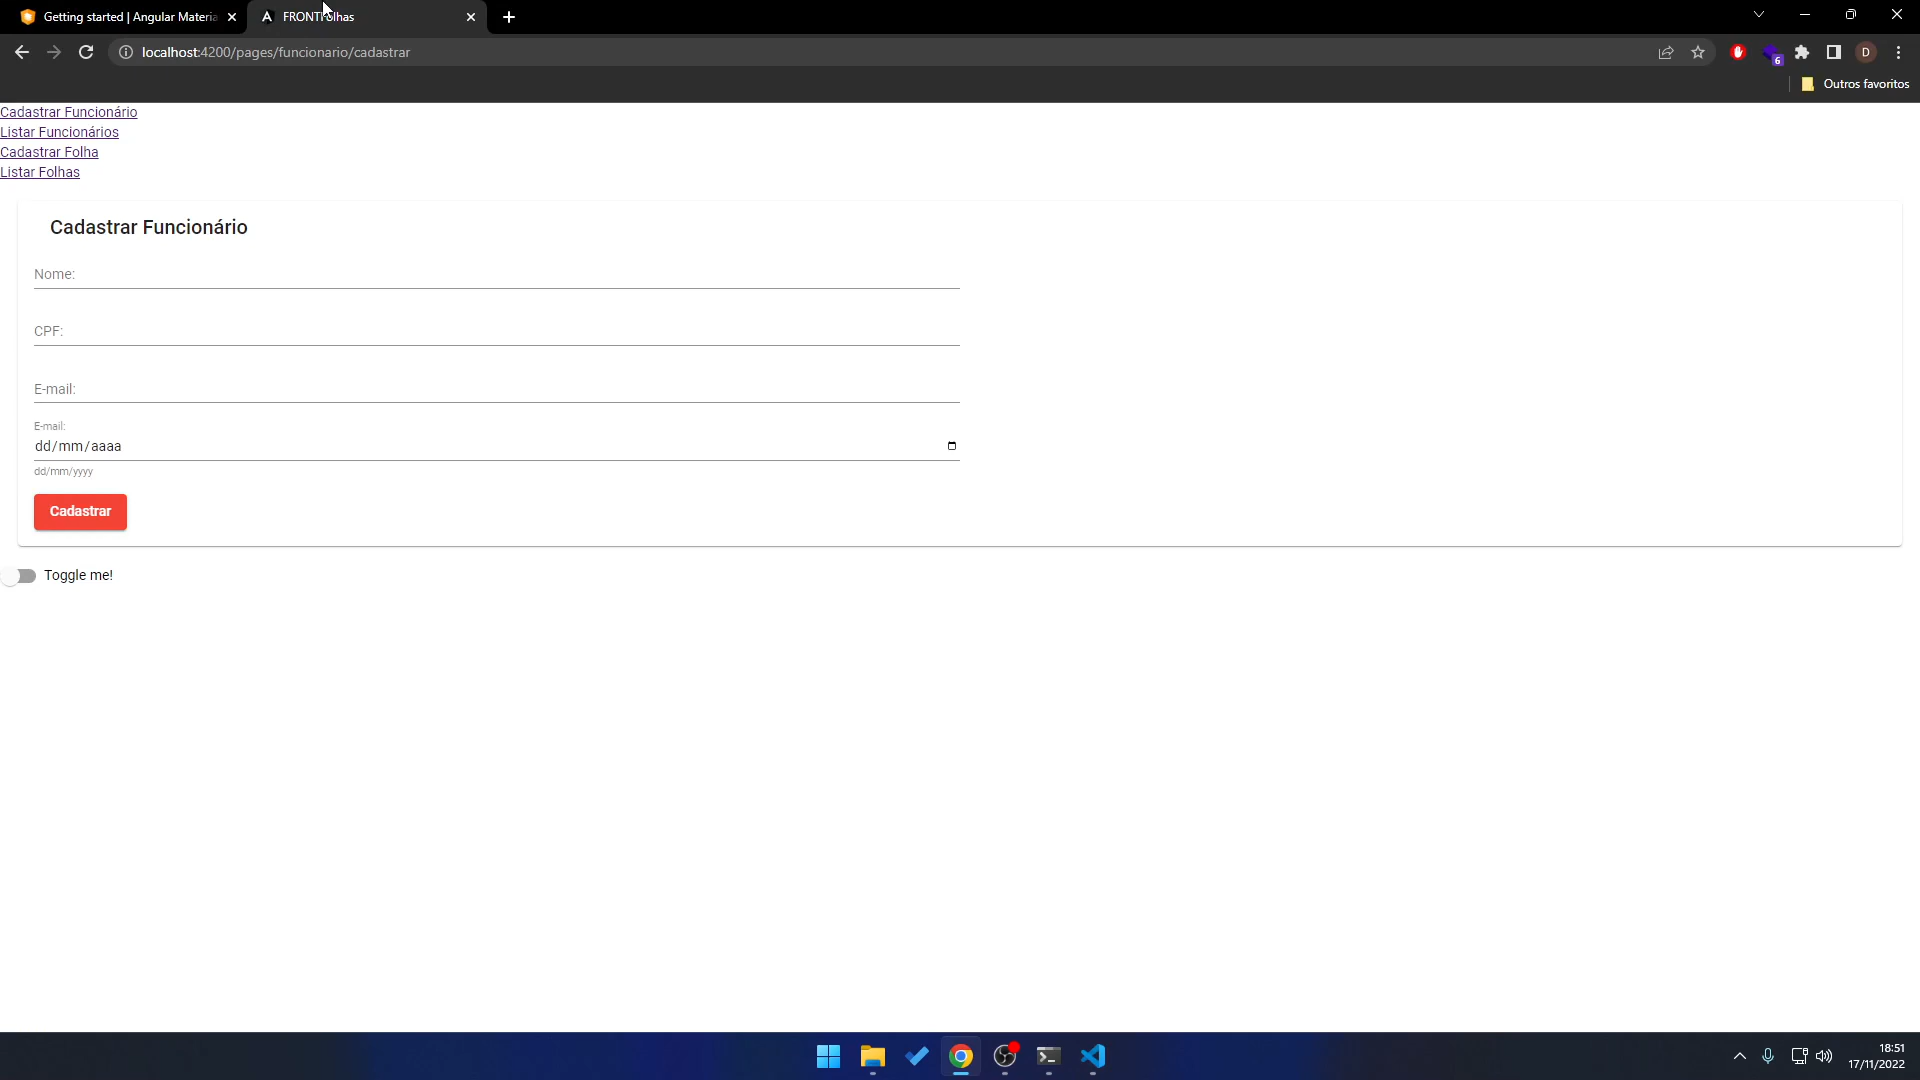 Getting started | Angular Materia
FRONTFolhas
localhost:4200/pages/funcionario/cadastrar
6
D
Outros favoritos
Cadastrar Funcionário
Listar Funcionários
Cadastrar Folha
Listar Folhas
Cadastrar Funcionário
Nome:
CPF:
E-mail:
E-mail:
dd/mm/aaaa
dd/mm/yyyy
Cadastrar
Toggle me!
18:51
17/11/2022